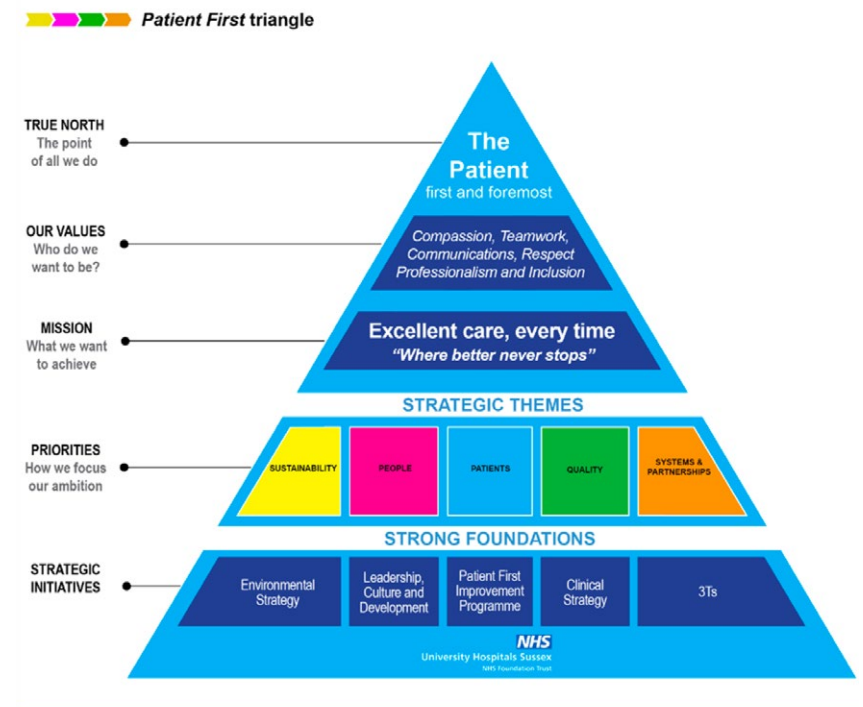 Patient First triangle
TRUE NORTH
The point
of all we do
The
Patient
first and foremost
OUR VALUES
Who do we
want to be?
Compassion, Teamwork,
Communications, Respect
Professionalism and Inclusion
MISSION
What we want
to achieve
Excellent care, every time
“Where better never stops”
STRATEGIC THEMES
PRIORITIES
How we focus
our ambition
SUSTAINABILITY
PEOPLE
PATIENTS
QUALITY
SYSTEMS &
PARTNERSHIPS
STRONG FOUNDATIONS
STRATEGIC
INITIATIVES
Environmental
Strategy
Leadership,
Culture and
Development
Patient First
Improvement
Programme
Clinical
Strategy
3Ts
NHS
University Hospitals Sussex
NHS Foundation Trust